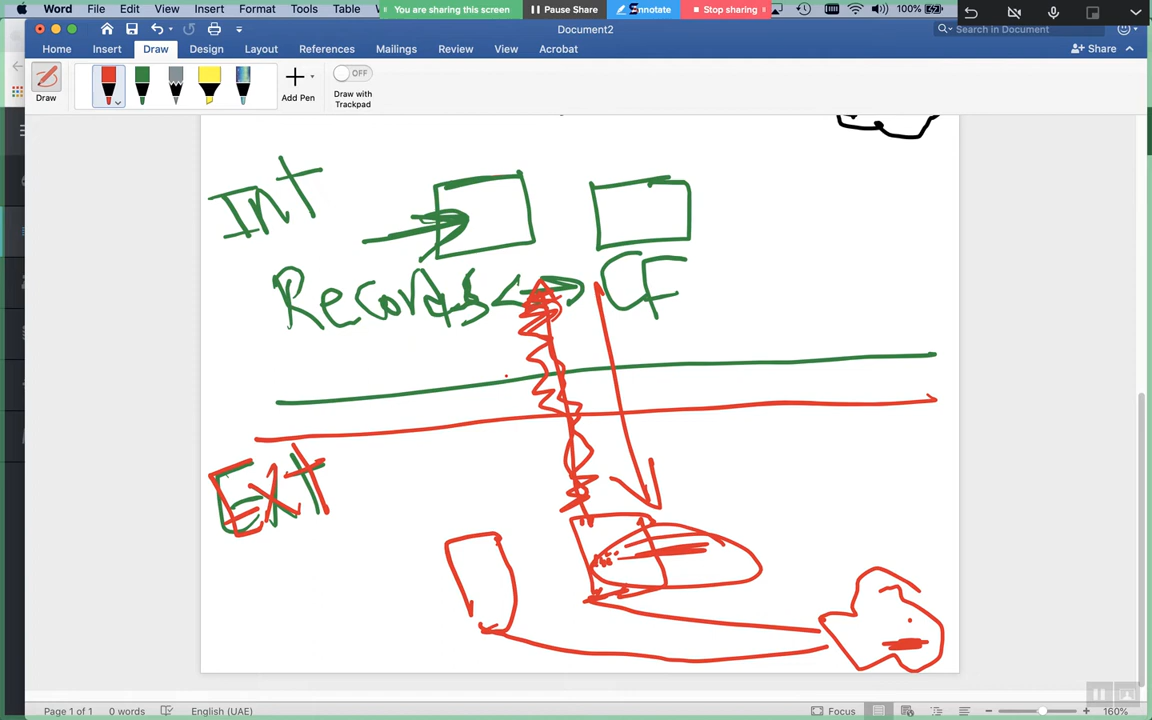 Word File Edit View Insert Format Tools Table You are sharing this screen Pause Share Annotate Stop sharing 100%
Document2
Search in Document
Home Insert Draw Design Layout References Mailings Review View Acrobat Share
OFF
Draw Add Pen Draw with
Trackpad
Int
Records CF
Ext
Page 1 of 1 0 words English (UAE) Focus 160%